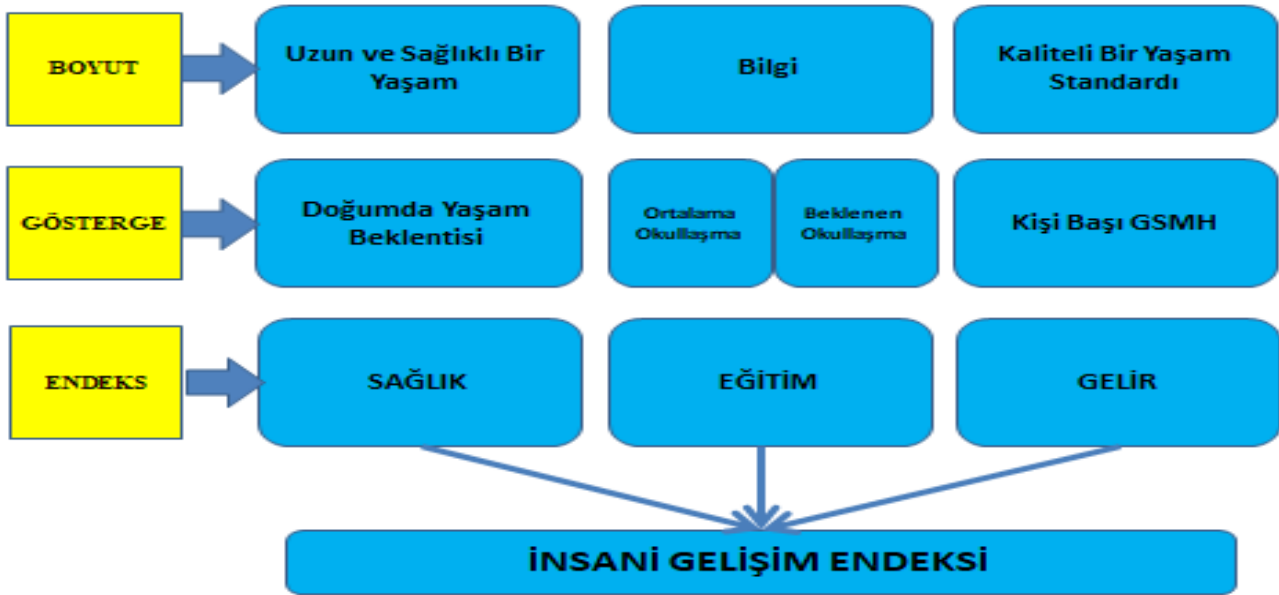 BOYUT
Uzun ve Sağlıklı Bir
Yaşam
Bilgi
Kaliteli Bir Yaşam
Standardı
GÖSTERGE
Doğumda Yaşam
Beklentisi
Ortalama
Okullaşma
Beklenen
Okullaşma
Kişi Başı GSMH
ENDEKS
SAĞLIK
EĞİTİM
GELİR
İNSANİ GELİŞİM ENDEKSİ